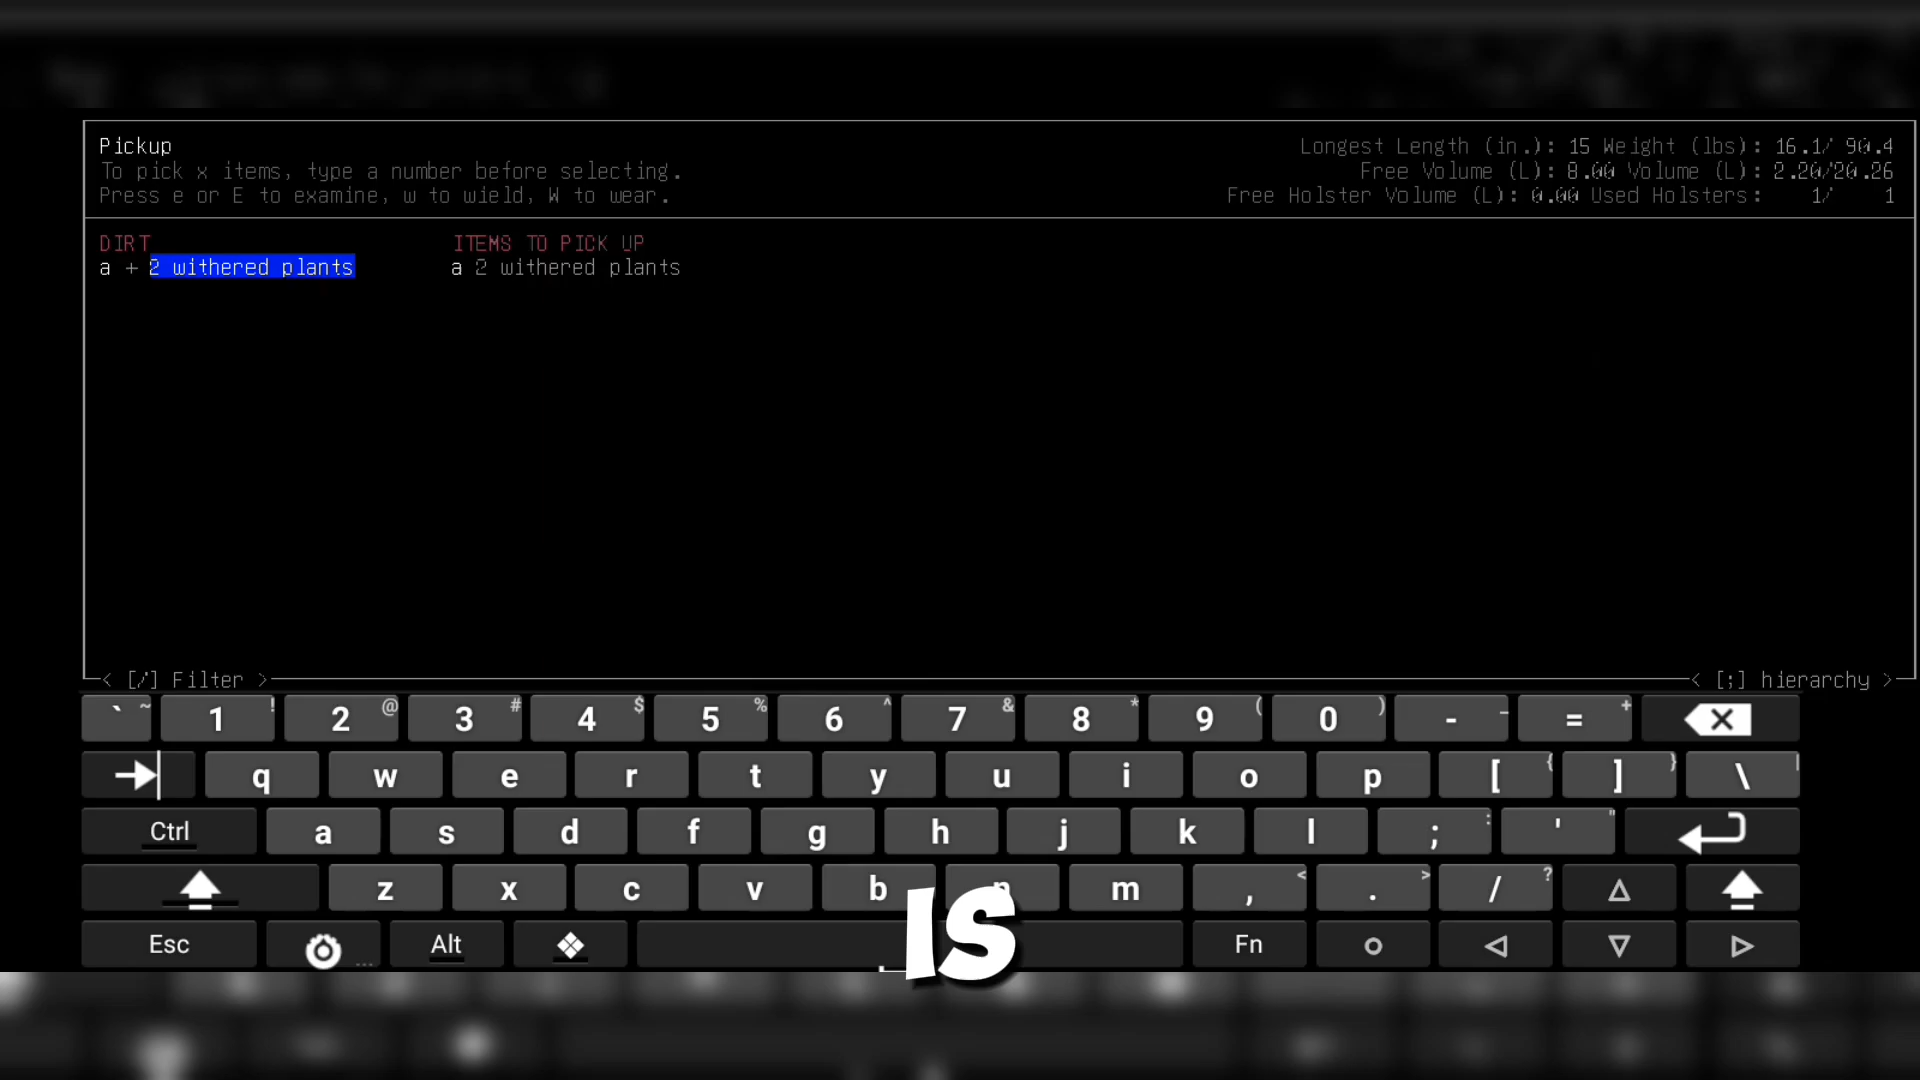 Pickup
To pick x items, type a number before selecting.
Press e or E to examine, w to wield, W to wear.
Longest Length (in.): 15 Weight (lbs): 16.1/ 90.4
Free Volume (L): 8.00 Volume (L): 2.20/20.26
Free Holster Volume (L): 0.00 Used Holsters: 1/ 1
DIRT
a + 2 withered plants
ITEMS TO PICK UP
a 2 withered plants
< [/] Filter >
< [;] hierarchy >
` ~ 1 ! 2 @ 3 # 4 $ 5 % 6 ^ 7 & 8 * 9 ( 0 ) - _ = +
q w e r t y u i o p [ { ] } \ |
Ctrl a s d f g h j k l ; : ' "
z x c v b n m , < . > / ?
Esc ... Alt Fn
IS